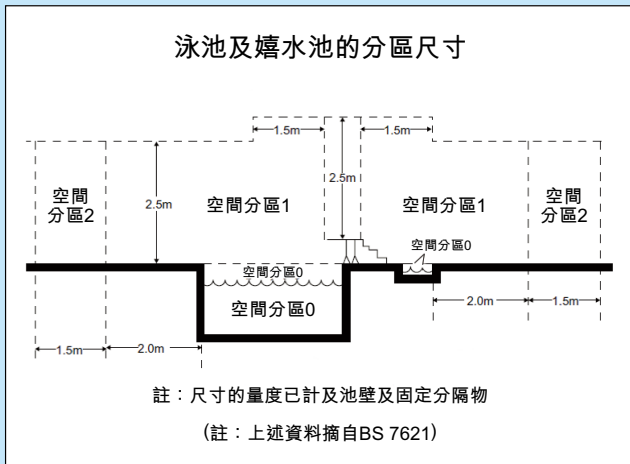 泳池及嬉水池的分區尺寸
1.5m
1.5m
2.5m
2.5m
空間
分區2
空間分區1
空間分區1
空間
分區2
空間分區0
空間分區0
空間分區0
2.0m
1.5m
1.5m
2.0m
註：尺寸的量度已計及池壁及固定分隔物
(註：上述資料摘自BS 7621)